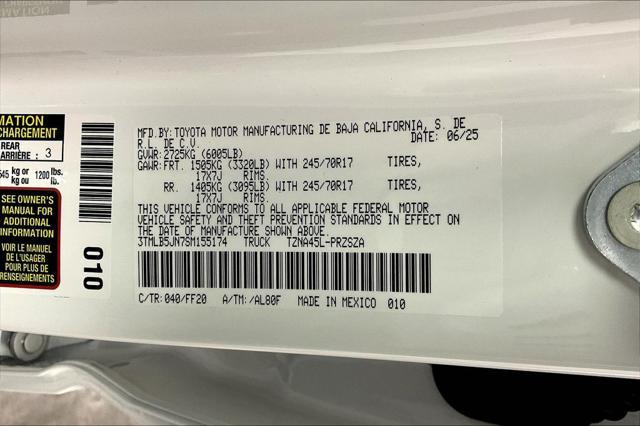 MATION
CHARGEMENT
REAR
ARRIÈRE : 3
545 kg or kg ou 1200 lbs. lb.
SEE OWNER'S
MANUAL FOR
ADDITIONAL
INFORMATION
VOIR LE MANUEL
DE L'USAGER
POUR PLUS DE
RENSEIGNEMENTS
010
MFD.BY:TOYOTA MOTOR MANUFACTURING DE BAJA CALIFORNIA, S. DE
R.L. DE C.V. DATE: 06/25
GVWR:2725KG (6005LB)
GAWR:FRT. 1505KG (3320LB) WITH 245/70R17 TIRES,
17X7J RIMS.
RR. 1405KG (3095LB) WITH 245/70R17 TIRES,
17X7J RIMS.
THIS VEHICLE CONFORMS TO ALL APPLICABLE FEDERAL MOTOR
VEHICLE SAFETY AND THEFT PREVENTION STANDARDS IN EFFECT ON
THE DATE OF MANUFACTURE SHOWN ABOVE.
3TMLB5JN7SM155174 TRUCK TZNA45L-PRZSZA
C/TR: 040/FF20 A/TM: /AL80F MADE IN MEXICO 010